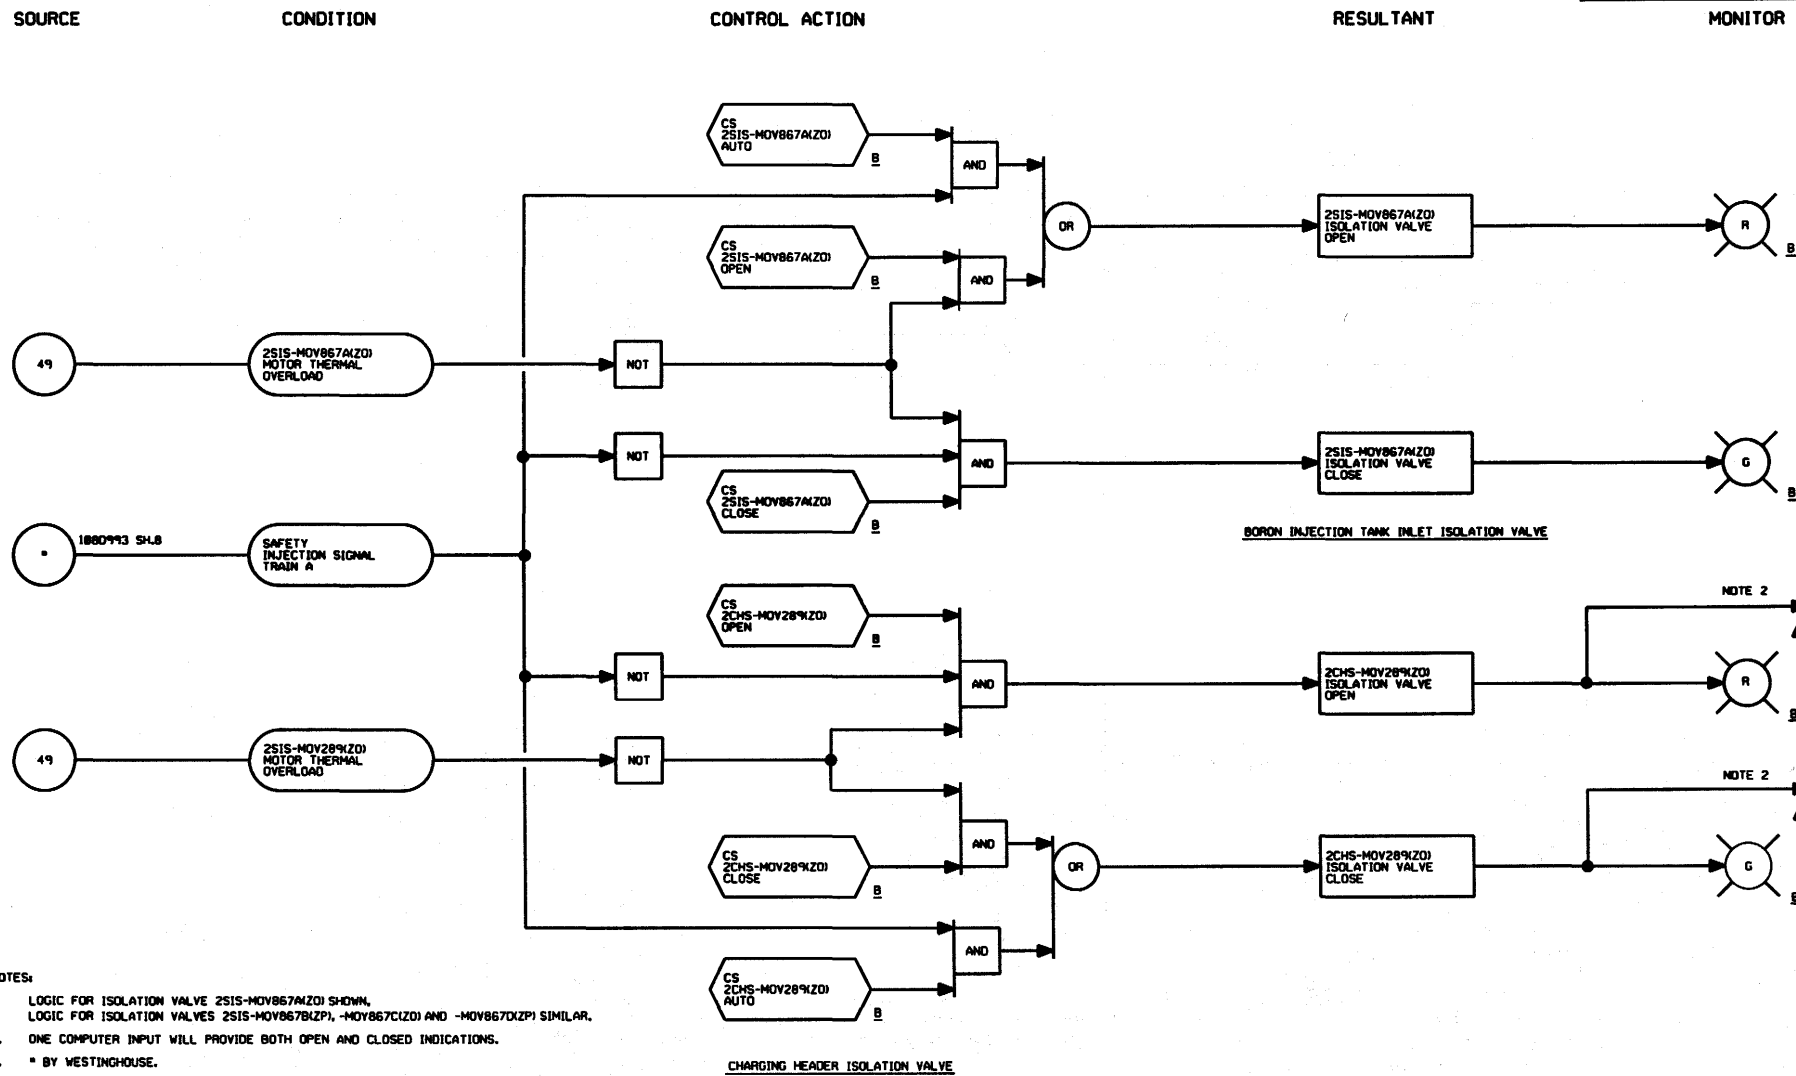 SOURCE
CONDITION
CONTROL ACTION
RESULTANT
MONITOR
CS
2SIS-MOV867A(ZO)
AUTO
B
AND
CS
2SIS-MOV867A(ZO)
OPEN
B
AND
OR
2SIS-MOV867A(ZO)
ISOLATION VALVE
OPEN
R
B
49
2SIS-MOV867A(ZO)
MOTOR THERMAL
OVERLOAD
NOT
NOT
CS
2SIS-MOV867A(ZO)
CLOSE
B
AND
2SIS-MOV867A(ZO)
ISOLATION VALVE
CLOSE
G
B
BORON INJECTION TANK INLET ISOLATION VALVE
*
1080993 SH.8
SAFETY
INJECTION SIGNAL
TRAIN A
CS
2CHS-MOV289(ZO)
OPEN
B
NOT
AND
2CHS-MOV289(ZO)
ISOLATION VALVE
OPEN
NOTE 2
R
B
49
2SIS-MOV289(ZO)
MOTOR THERMAL
OVERLOAD
NOT
CS
2CHS-MOV289(ZO)
CLOSE
B
AND
OR
2CHS-MOV289(ZO)
ISOLATION VALVE
CLOSE
NOTE 2
G
AND
CS
2CHS-MOV289(ZO)
AUTO
B
CHARGING HEADER ISOLATION VALVE
OTES:
LOGIC FOR ISOLATION VALVE 2SIS-MOV867A(ZO) SHOWN.
LOGIC FOR ISOLATION VALVES 2SIS-MOV867B(ZP), -MOV867C(ZO) AND -MOV867D(ZP) SIMILAR.
. ONE COMPUTER INPUT WILL PROVIDE BOTH OPEN AND CLOSED INDICATIONS.
. * BY WESTINGHOUSE.